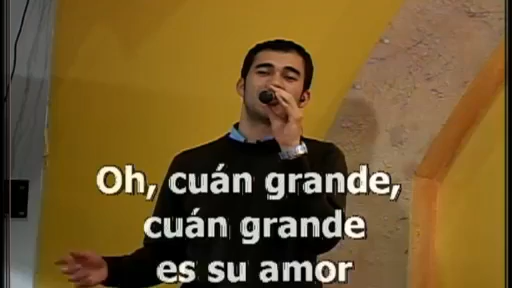 Oh, cuán grande,
cuán grande
es su amor